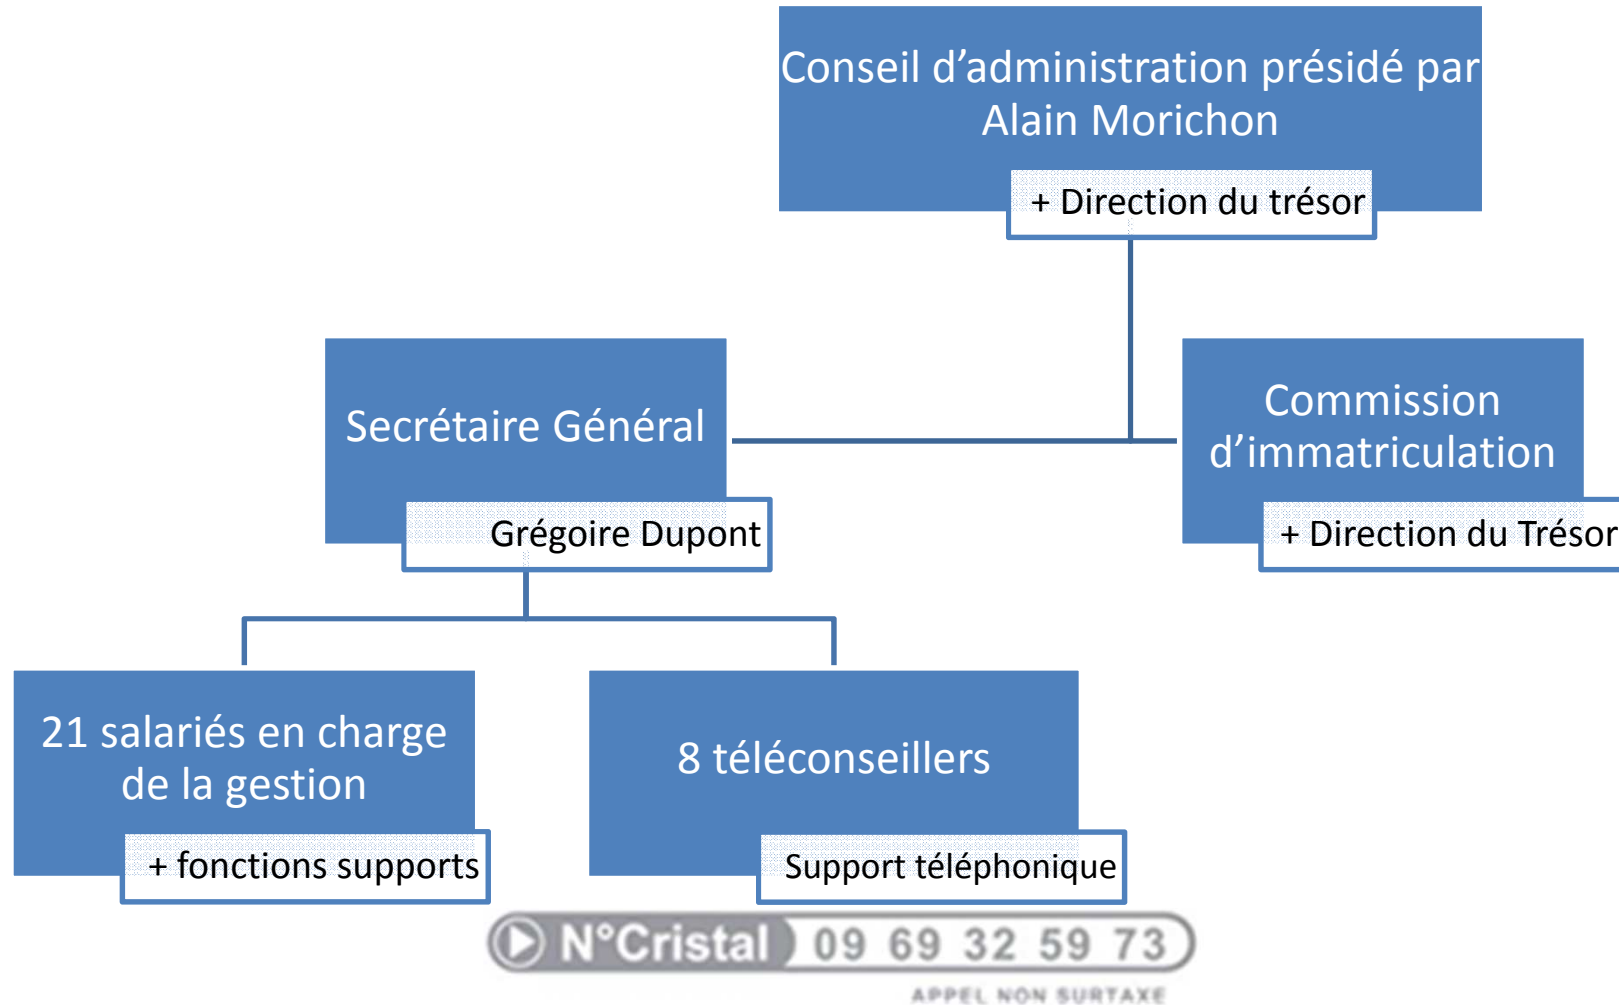 Conseil d’administration présidé par
Alain Morichon
+ Direction du trésor
Secrétaire Général
Grégoire Dupont
Commission
d’immatriculation
+ Direction du Trésor
21 salariés en charge
de la gestion
+ fonctions supports
8 téléconseillers
Support téléphonique
N°Cristal 09 69 32 59 73
APPEL NON SURTAXE